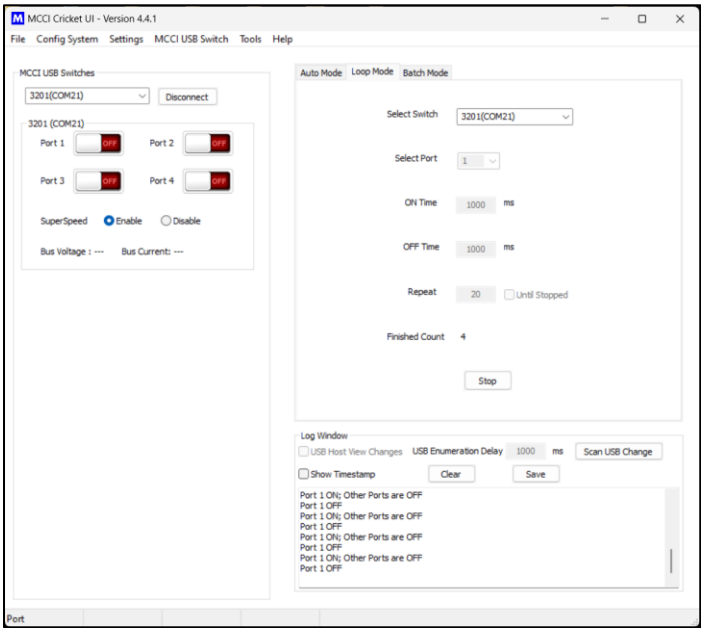 M MCCI Cricket UI - Version 4.4.1
File Config System Settings MCCI USB Switch Tools Help
MCCI USB Switches
3201(COM21) Disconnect
3201 (COM21)
Port 1 OFF Port 2 OFF
Port 3 OFF Port 4 OFF
SuperSpeed Enable Disable
Bus Voltage : --- Bus Current: ---
Auto Mode Loop Mode Batch Mode
Select Switch 3201(COM21)
Select Port 1
ON Time 1000 ms
OFF Time 1000 ms
Repeat 20 Until Stopped
Finished Count 4
Stop
Log Window
USB Host View Changes USB Enumeration Delay 1000 ms Scan USB Change
Show Timestamp Clear Save
Port 1 ON; Other Ports are OFF
Port 1 OFF
Port 1 ON; Other Ports are OFF
Port 1 OFF
Port 1 ON; Other Ports are OFF
Port 1 OFF
Port 1 ON; Other Ports are OFF
Port 1 OFF
Port